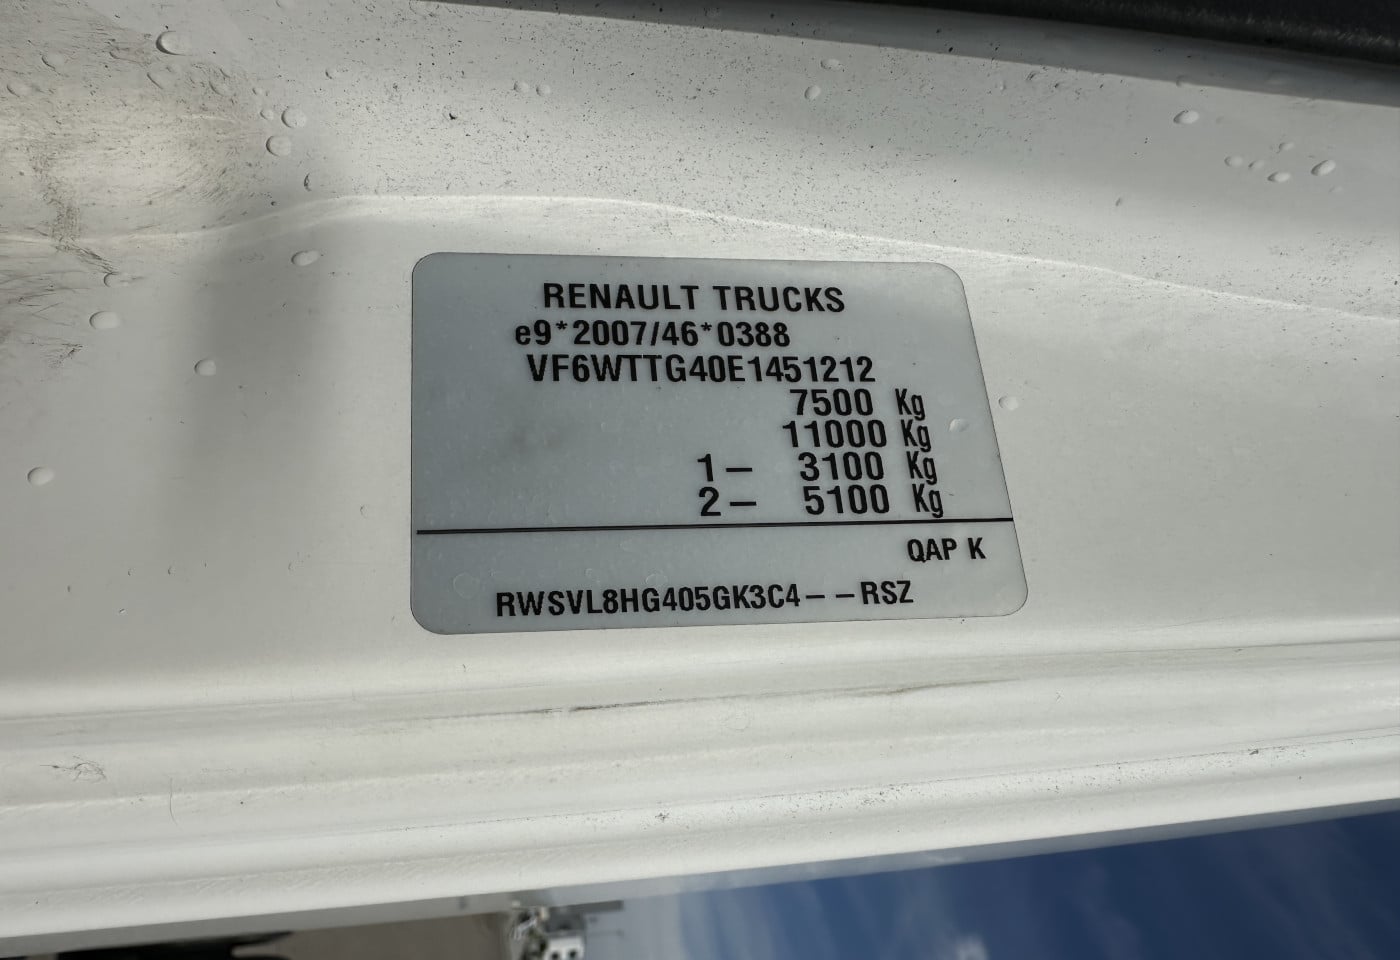 RENAULT TRUCKS
e9*2007/46*0388
VF6WTTG40E1451212
7500 Kg
11000 Kg
1– 3100 Kg
2– 5100 Kg
QAP K
RWSVL8HG405GK3C4––RSZ